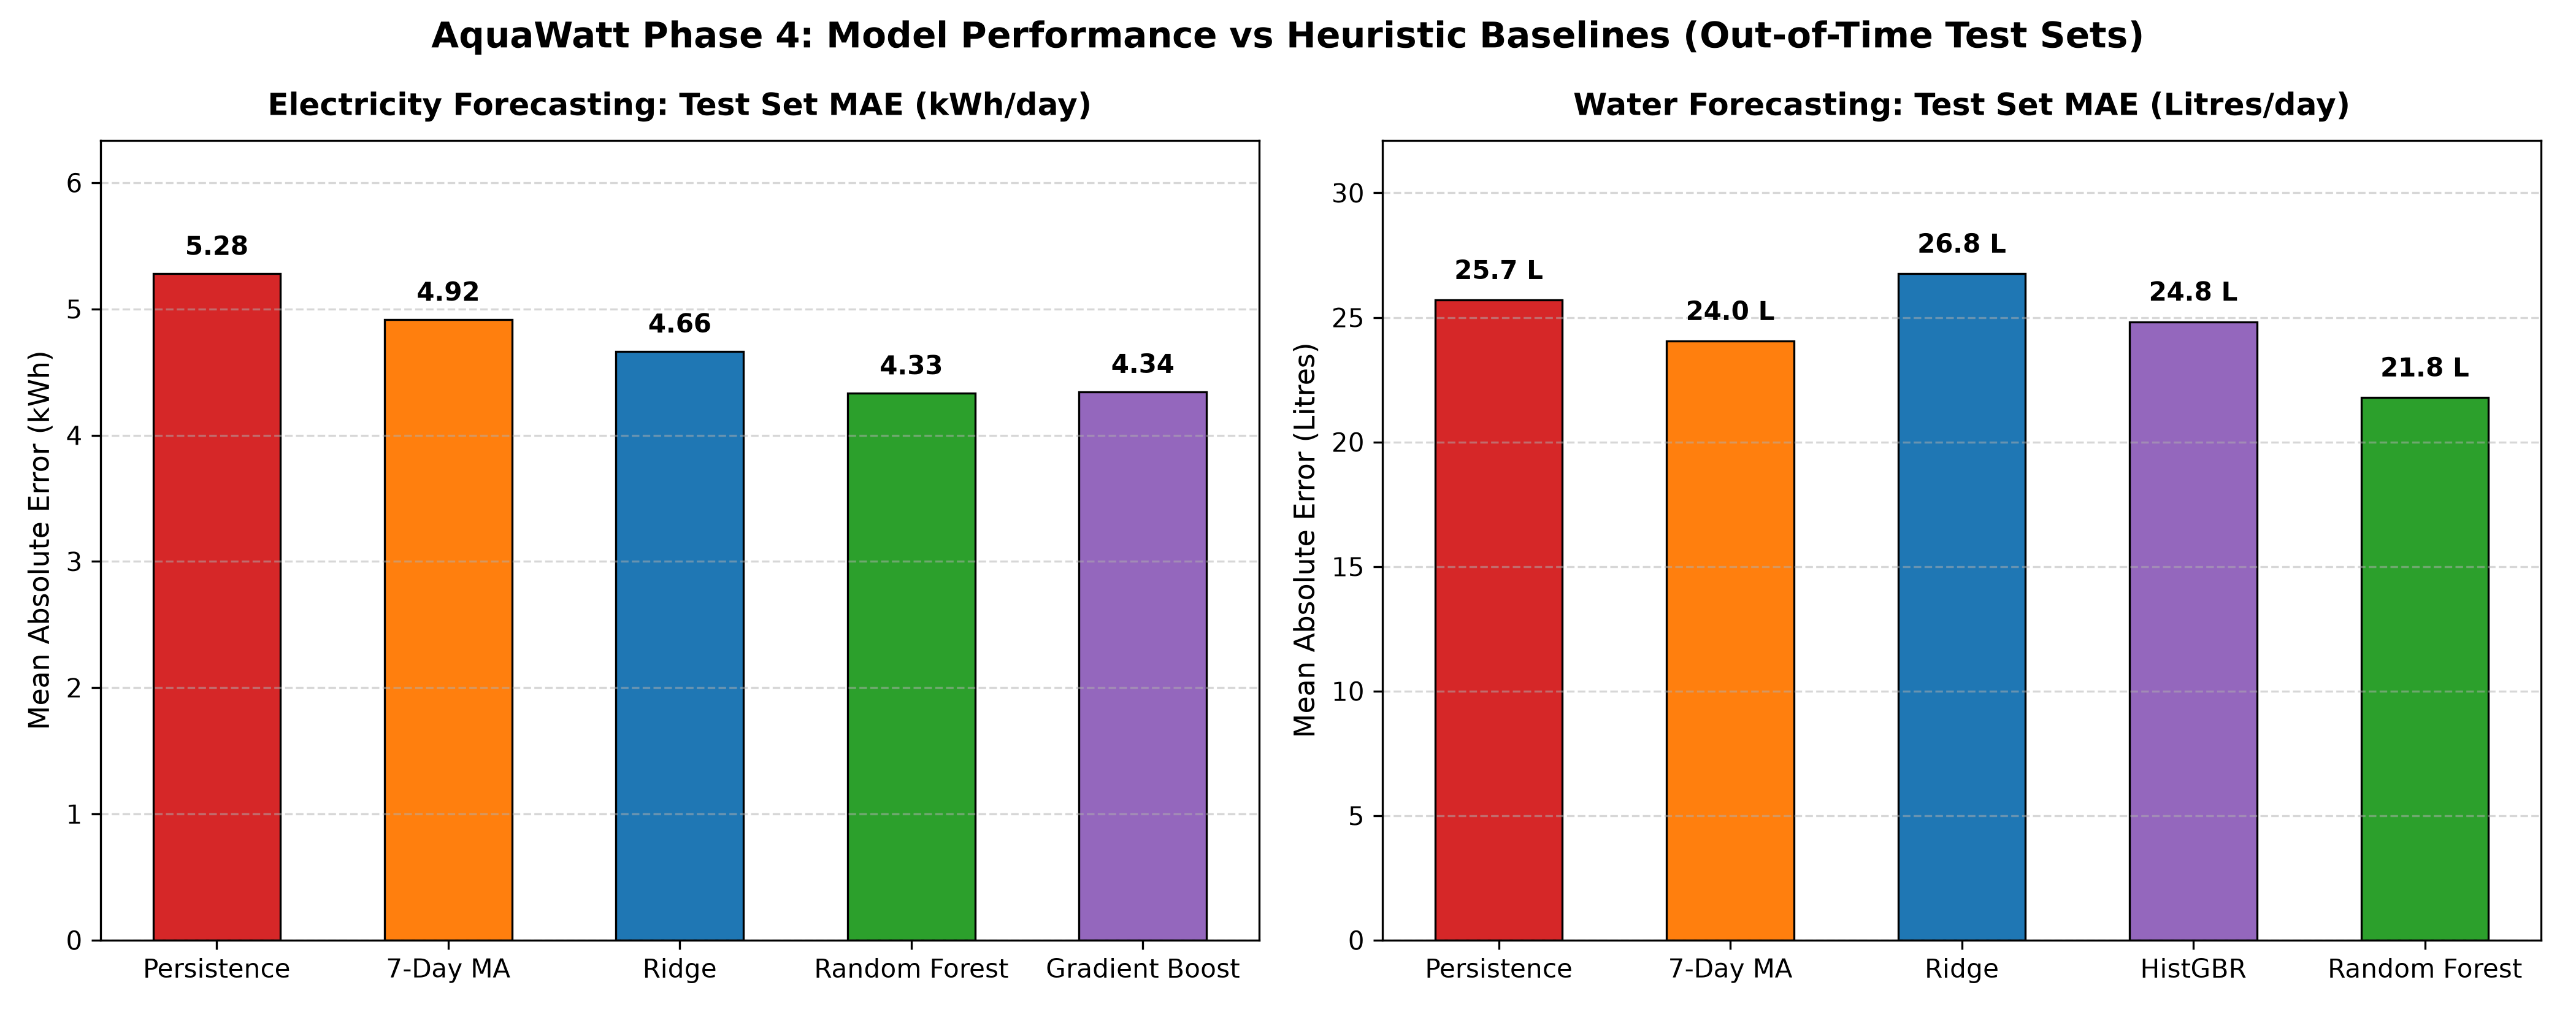 AquaWatt Phase 4: Model Performance vs Heuristic Baselines (Out-of-Time Test Sets)
Electricity Forecasting: Test Set MAE (kWh/day)
Mean Absolute Error (kWh)
6
5
4
3
2
1
0
5.28
4.92
4.66
4.33
4.34
Persistence
7-Day MA
Ridge
Random Forest
Gradient Boost
Water Forecasting: Test Set MAE (Litres/day)
Mean Absolute Error (Litres)
30
25
20
15
10
5
0
25.7 L
24.0 L
26.8 L
24.8 L
21.8 L
Persistence
7-Day MA
Ridge
HistGBR
Random Forest